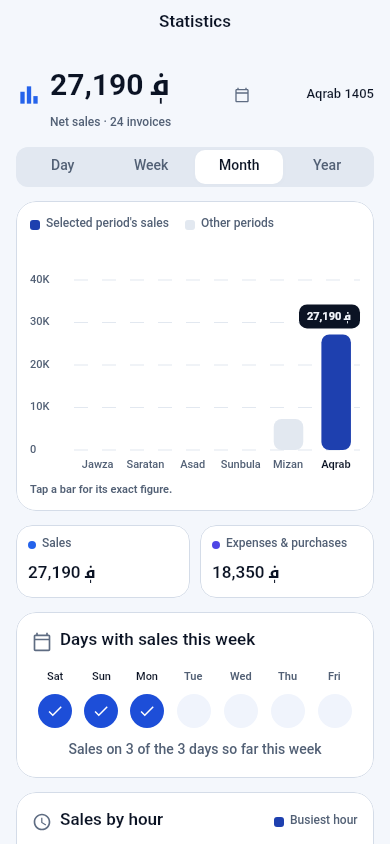 Statistics
27,190 ؋
Aqrab 1405
Net sales · 24 invoices
Day Week Month Year
Selected period's sales Other periods
40K
30K
27,190 ؋
20K
10K
0
Jawza Saratan Asad Sunbula Mizan Aqrab
Tap a bar for its exact figure.
Sales Expenses & purchases
27,190 ؋ 18,350 ؋
Days with sales this week
Sat Sun Mon Tue Wed Thu Fri
Sales on 3 of the 3 days so far this week
Sales by hour Busiest hour